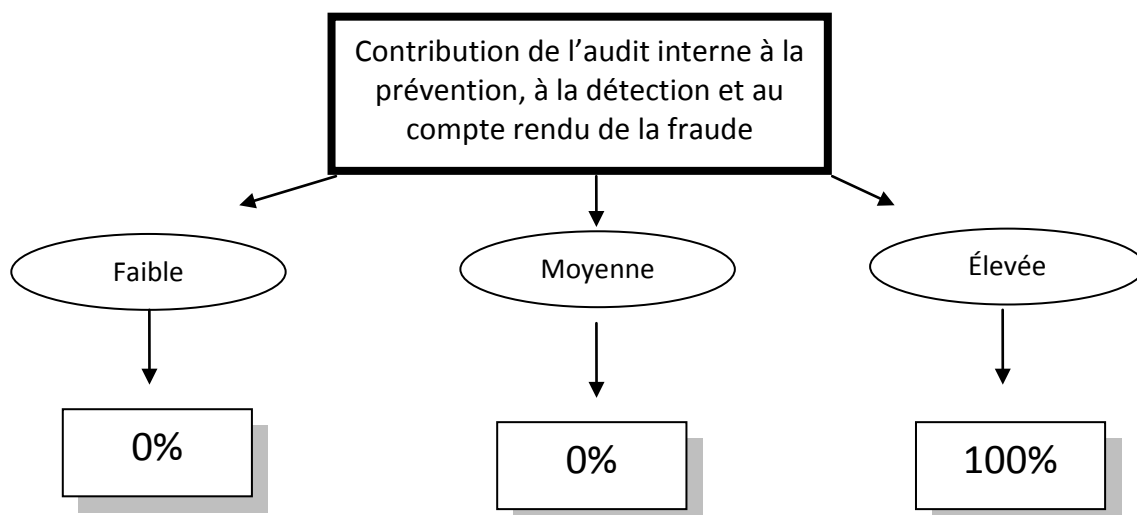 Contribution de l’audit interne à la
prévention, à la détection et au
compte rendu de la fraude
Faible
Moyenne
Élevée
0%
0%
100%